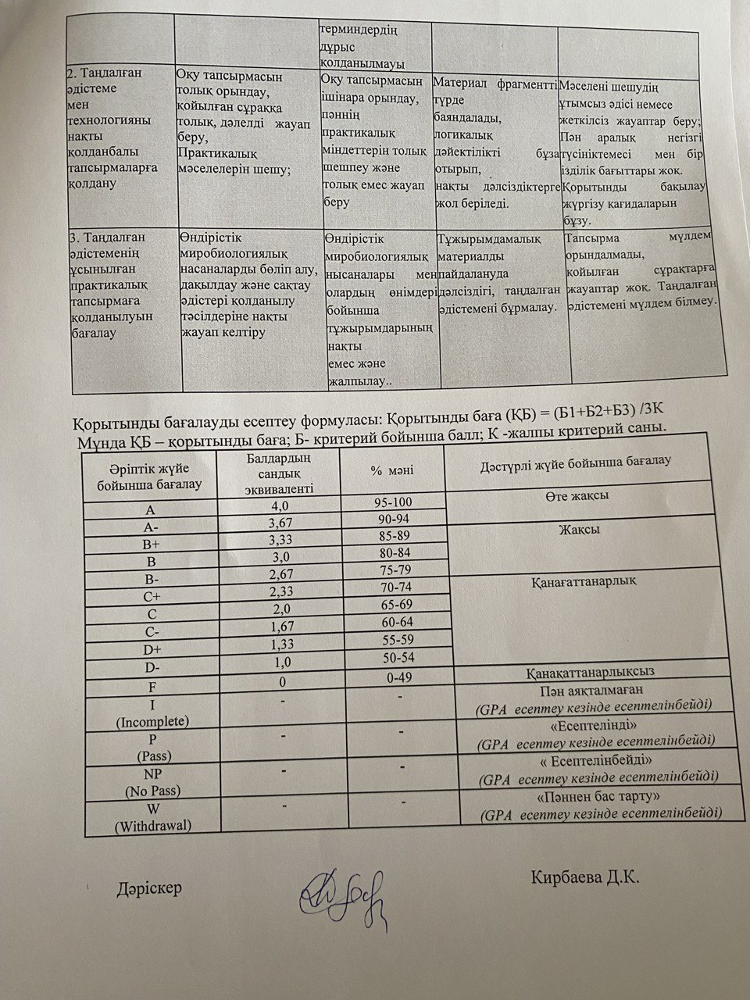 терминдердің
дұрыс
қолданылмауы
2. Таңдалған
әдістеме
мен
технологияны
нақты
қолданбалы
тапсырмаларға
қолдану
Оқу тапсырмасын
толық орындау,
қойылған сұраққа
толық, дәлелді жауап
беру,
Практикалық
мәселелерін шешу;
Оқу тапсырмасын
ішінара орындау,
пәннің
практикалық
міндеттерін толық
шешпеу және
толық емес жауап
беру
Материал фрагментті
түрде
баяндалады,
логикалық
дәйектілікті бұза
отырып,
нақты дәлсіздіктерге
жол беріледі.
Мәселені шешудің
ұтымсыз әдісі немесе
жеткілсіз жауаптар беру;
Пән аралық негізгі
түсініктемесі мен бір
ізділік бағыттары жоқ.
Қорытынды бақылау
жүргізу қағидаларын
бұзу.
3. Таңдалған
әдістеменің
ұсынылған
практикалық
тапсырмаға
қолданылуын
бағалау
Өндірістік
миробиологиялық
насаналарды бөліп алу,
дақылдау және сақтау
әдістері қолданылу
тәсілдеріне нақты
жауап келтіру
Өндірістік
миробиологиялық
нысаналары мен
олардың өнімдері
бойынша
тұжырымдарының
нақты
емес және
жалпылау..
Тұжырымдамалық
материалды
пайдалануда
дәлсіздігі, таңдалған
әдістемені бұрмалау.
Тапсырма мүлдем
орындалмады,
қойылған сұрақтарға
жауаптар жоқ. Таңдалған
әдістемені мүлдем білмеу.
Қорытынды бағалауды есептеу формуласы: Қорытынды баға (ҚБ) = (Б1+Б2+Б3) /3К
Мұнда ҚБ – қорытынды баға; Б- критерий бойынша балл; К -жалпы критерий саны.
Әріптік жүйе
бойынша бағалау
Балдардың
сандық
эквиваленті
% мәні
Дәстүрлі жүйе бойынша бағалау
A 4,0 95-100 Өте жақсы
A- 3,67 90-94
B+ 3,33 85-89 Жақсы
B 3,0 80-84
B- 2,67 75-79
C+ 2,33 70-74 Қанағаттанарлық
C 2,0 65-69
C- 1,67 60-64
D+ 1,33 55-59
D- 1,0 50-54
F 0 0-49 Қанақаттанарлықсыз
I - - Пән аяқталмаған
(Incomplete) (GPA есептеу кезінде есептелінбейді)
P - - «Есептелінді»
(Pass) (GPA есептеу кезінде есептелінбейді)
NP - - « Есептелінбейді»
(No Pass) (GPA есептеу кезінде есептелінбейді)
W - - «Пәннен бас тарту»
(Withdrawal) (GPA есептеу кезінде есептелінбейді)
Дәріскер Кирбаева Д.К.